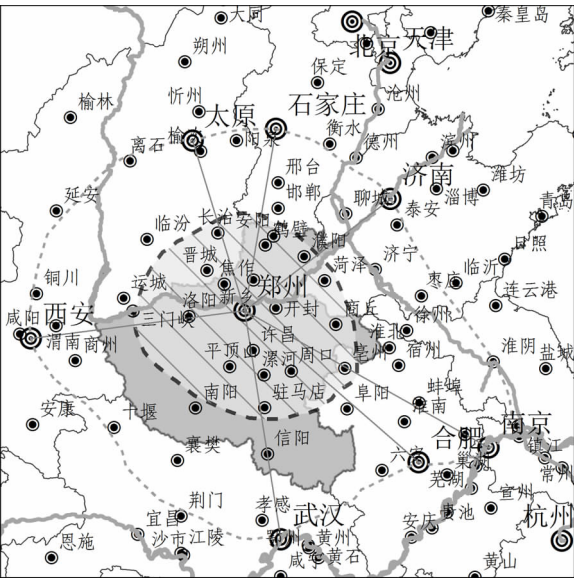 大同
秦皇岛
北京
天津
朔州
保定
榆林
忻州
太原
石家庄
沧州
离石
阳泉
衡水
德州
滨州
邢台
济南
潍坊
延安
邯郸
聊城
淄博
青岛
泰安
临汾
长治
安阳
鹤壁
濮阳
日照
晋城
焦作
菏泽
济宁
临沂
铜川
运城
郑州
枣庄
连云港
洛阳
新乡
开封
商丘
咸阳
西安
三门峡
徐州
渭南
商州
许昌
淮北
平顶山
漯河
周口
亳州
宿州
淮阴
盐城
南阳
驻马店
阜阳
蚌埠
安康
十堰
淮南
南京
信阳
合肥
镇江
襄樊
六安
巢湖
常州
芜湖
荆门
孝感
宣州
宜昌
武汉
安庆
贵池
杭州
恩施
沙市
江陵
鄂州
黄州
咸宁
黄石
黄山